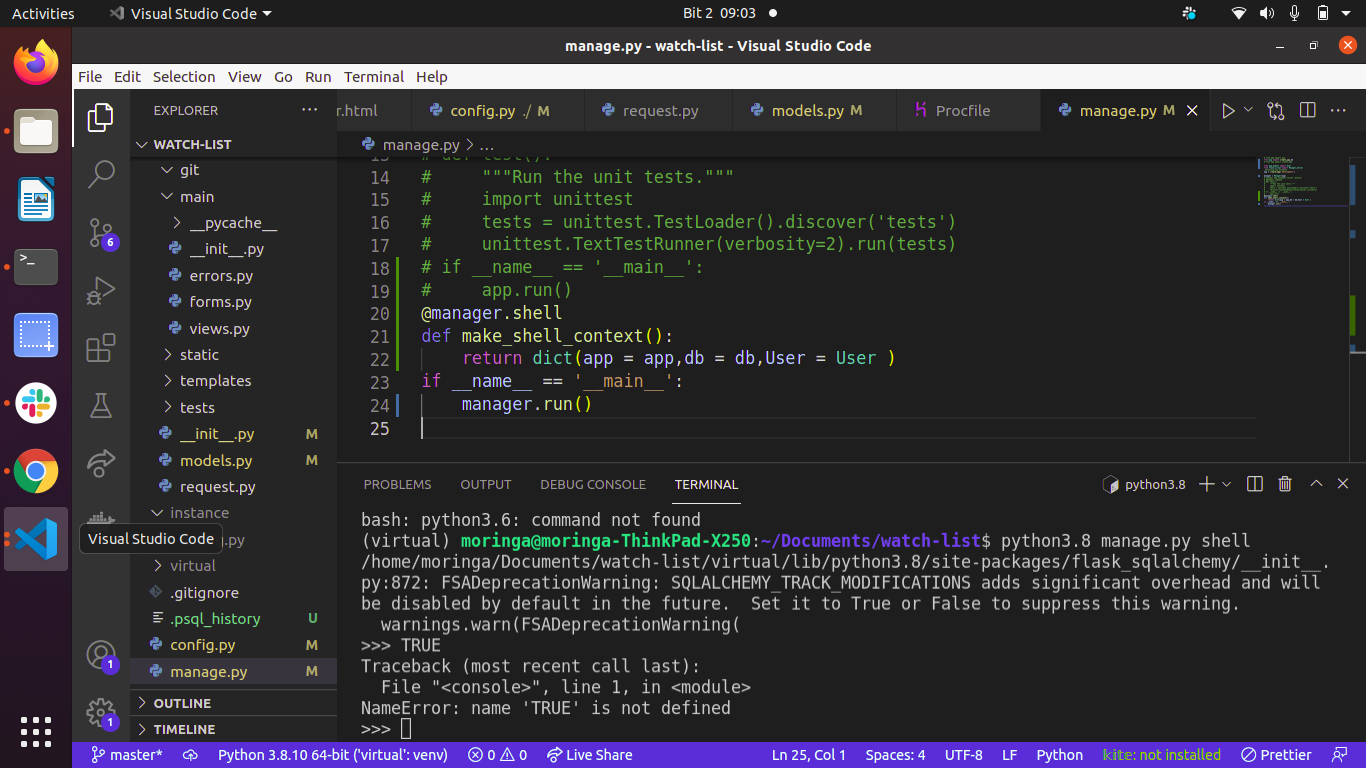 Activities
Visual Studio Code
Bit 2 09:03
manage.py - watch-list - Visual Studio Code
File Edit Selection View Go Run Terminal Help
EXPLORER
r.html
config.py ./ M
request.py
models.py M
Procfile
manage.py M
WATCH-LIST
manage.py > ...
git
main
__pycache__
__init__.py
errors.py
forms.py
views.py
static
templates
tests
__init__.py M
models.py M
request.py
instance
virtual
.gitignore
.psql_history U
config.py M
manage.py M
OUTLINE
TIMELINE
6
1
1
Visual Studio Code
13 # def test():
14 #     """Run the unit tests."""
15 #     import unittest
16 #     tests = unittest.TestLoader().discover('tests')
17 #     unittest.TextTestRunner(verbosity=2).run(tests)
18 # if __name__ == '__main__':
19 #     app.run()
20 @manager.shell
21 def make_shell_context():
22     return dict(app = app,db = db,User = User )
23 if __name__ == '__main__':
24     manager.run()
25
PROBLEMS OUTPUT DEBUG CONSOLE TERMINAL
python3.8
bash: python3.6: command not found
(virtual) moringa@moringa-ThinkPad-X250:~/Documents/watch-list$ python3.8 manage.py shell
/home/moringa/Documents/watch-list/virtual/lib/python3.8/site-packages/flask_sqlalchemy/__init__.
py:872: FSADeprecationWarning: SQLALCHEMY_TRACK_MODIFICATIONS adds significant overhead and will
be disabled by default in the future.  Set it to True or False to suppress this warning.
  warnings.warn(FSADeprecationWarning(
>>> TRUE
Traceback (most recent call last):
  File "<console>", line 1, in <module>
NameError: name 'TRUE' is not defined
>>>
master* Python 3.8.10 64-bit ('virtual': venv) 0 0 Live Share Ln 25, Col 1 Spaces: 4 UTF-8 LF Python kite: not installed Prettier